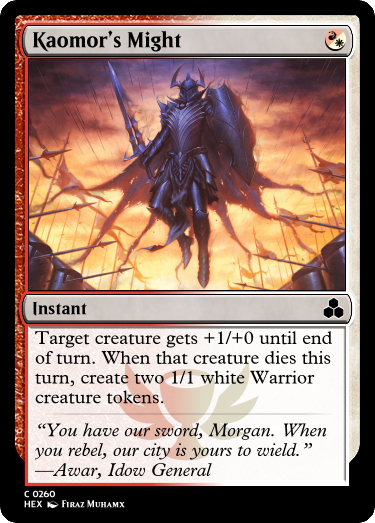 Kaomor's Might
Instant
Target creature gets +1/+0 until end
of turn. When that creature dies this
turn, create two 1/1 white Warrior
creature tokens.
“You have our sword, Morgan. When
you rebel, our city is yours to wield.”
—Awar, Idow General
C 0260
HEX Firaz Muhamx